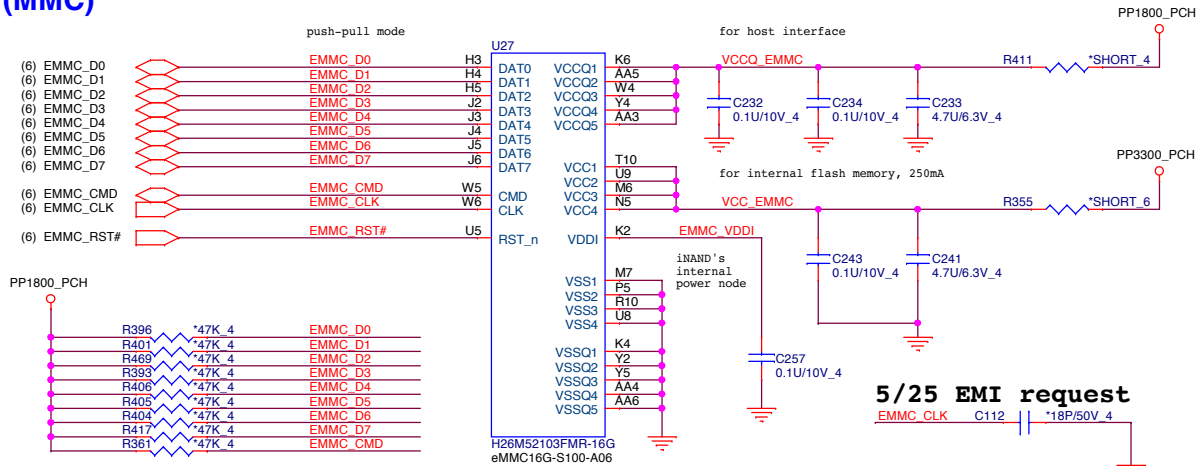 (MMC)
push-pull mode
for host interface
PP1800_PCH
U27
(6) EMMC_D0 EMMC_D0 H3 DAT0 VCCQ1 K6 VCCQ_EMMC R411 *SHORT_4
(6) EMMC_D1 EMMC_D1 H4 DAT1 VCCQ2 AA5
(6) EMMC_D2 EMMC_D2 H5 DAT2 VCCQ3 W4
(6) EMMC_D3 EMMC_D3 J2 DAT3 VCCQ4 Y4
(6) EMMC_D4 EMMC_D4 J3 DAT4 VCCQ5 AA3
(6) EMMC_D5 EMMC_D5 J4 DAT5
(6) EMMC_D6 EMMC_D6 J5 DAT6
(6) EMMC_D7 EMMC_D7 J6 DAT7
C232 C234 C233
0.1U/10V_4 0.1U/10V_4 4.7U/6.3V_4
PP3300_PCH
VCC1 T10
VCC2 U9
VCC3 M6
VCC4 N5
for internal flash memory, 250mA
VCC_EMMC R355 *SHORT_6
(6) EMMC_CMD EMMC_CMD W5 CMD
(6) EMMC_CLK EMMC_CLK W6 CLK
(6) EMMC_RST# EMMC_RST# U5 RST_n VDDI K2 EMMC_VDDI
iNAND's
internal
power node
C243 C241
0.1U/10V_4 4.7U/6.3V_4
VSS1 M7
VSS2 P5
VSS3 R10
VSS4 U8
VSSQ1 K4
VSSQ2 Y2
VSSQ3 Y5
VSSQ4 AA4
VSSQ5 AA6
C257
0.1U/10V_4
PP1800_PCH
R396 *47K_4 EMMC_D0
R401 *47K_4 EMMC_D1
R469 *47K_4 EMMC_D2
R393 *47K_4 EMMC_D3
R406 *47K_4 EMMC_D4
R405 *47K_4 EMMC_D5
R404 *47K_4 EMMC_D6
R417 *47K_4 EMMC_D7
R361 *47K_4 EMMC_CMD
H26M52103FMR-16G
eMMC16G-S100-A06
5/25 EMI request
EMMC_CLK C112 *18P/50V_4